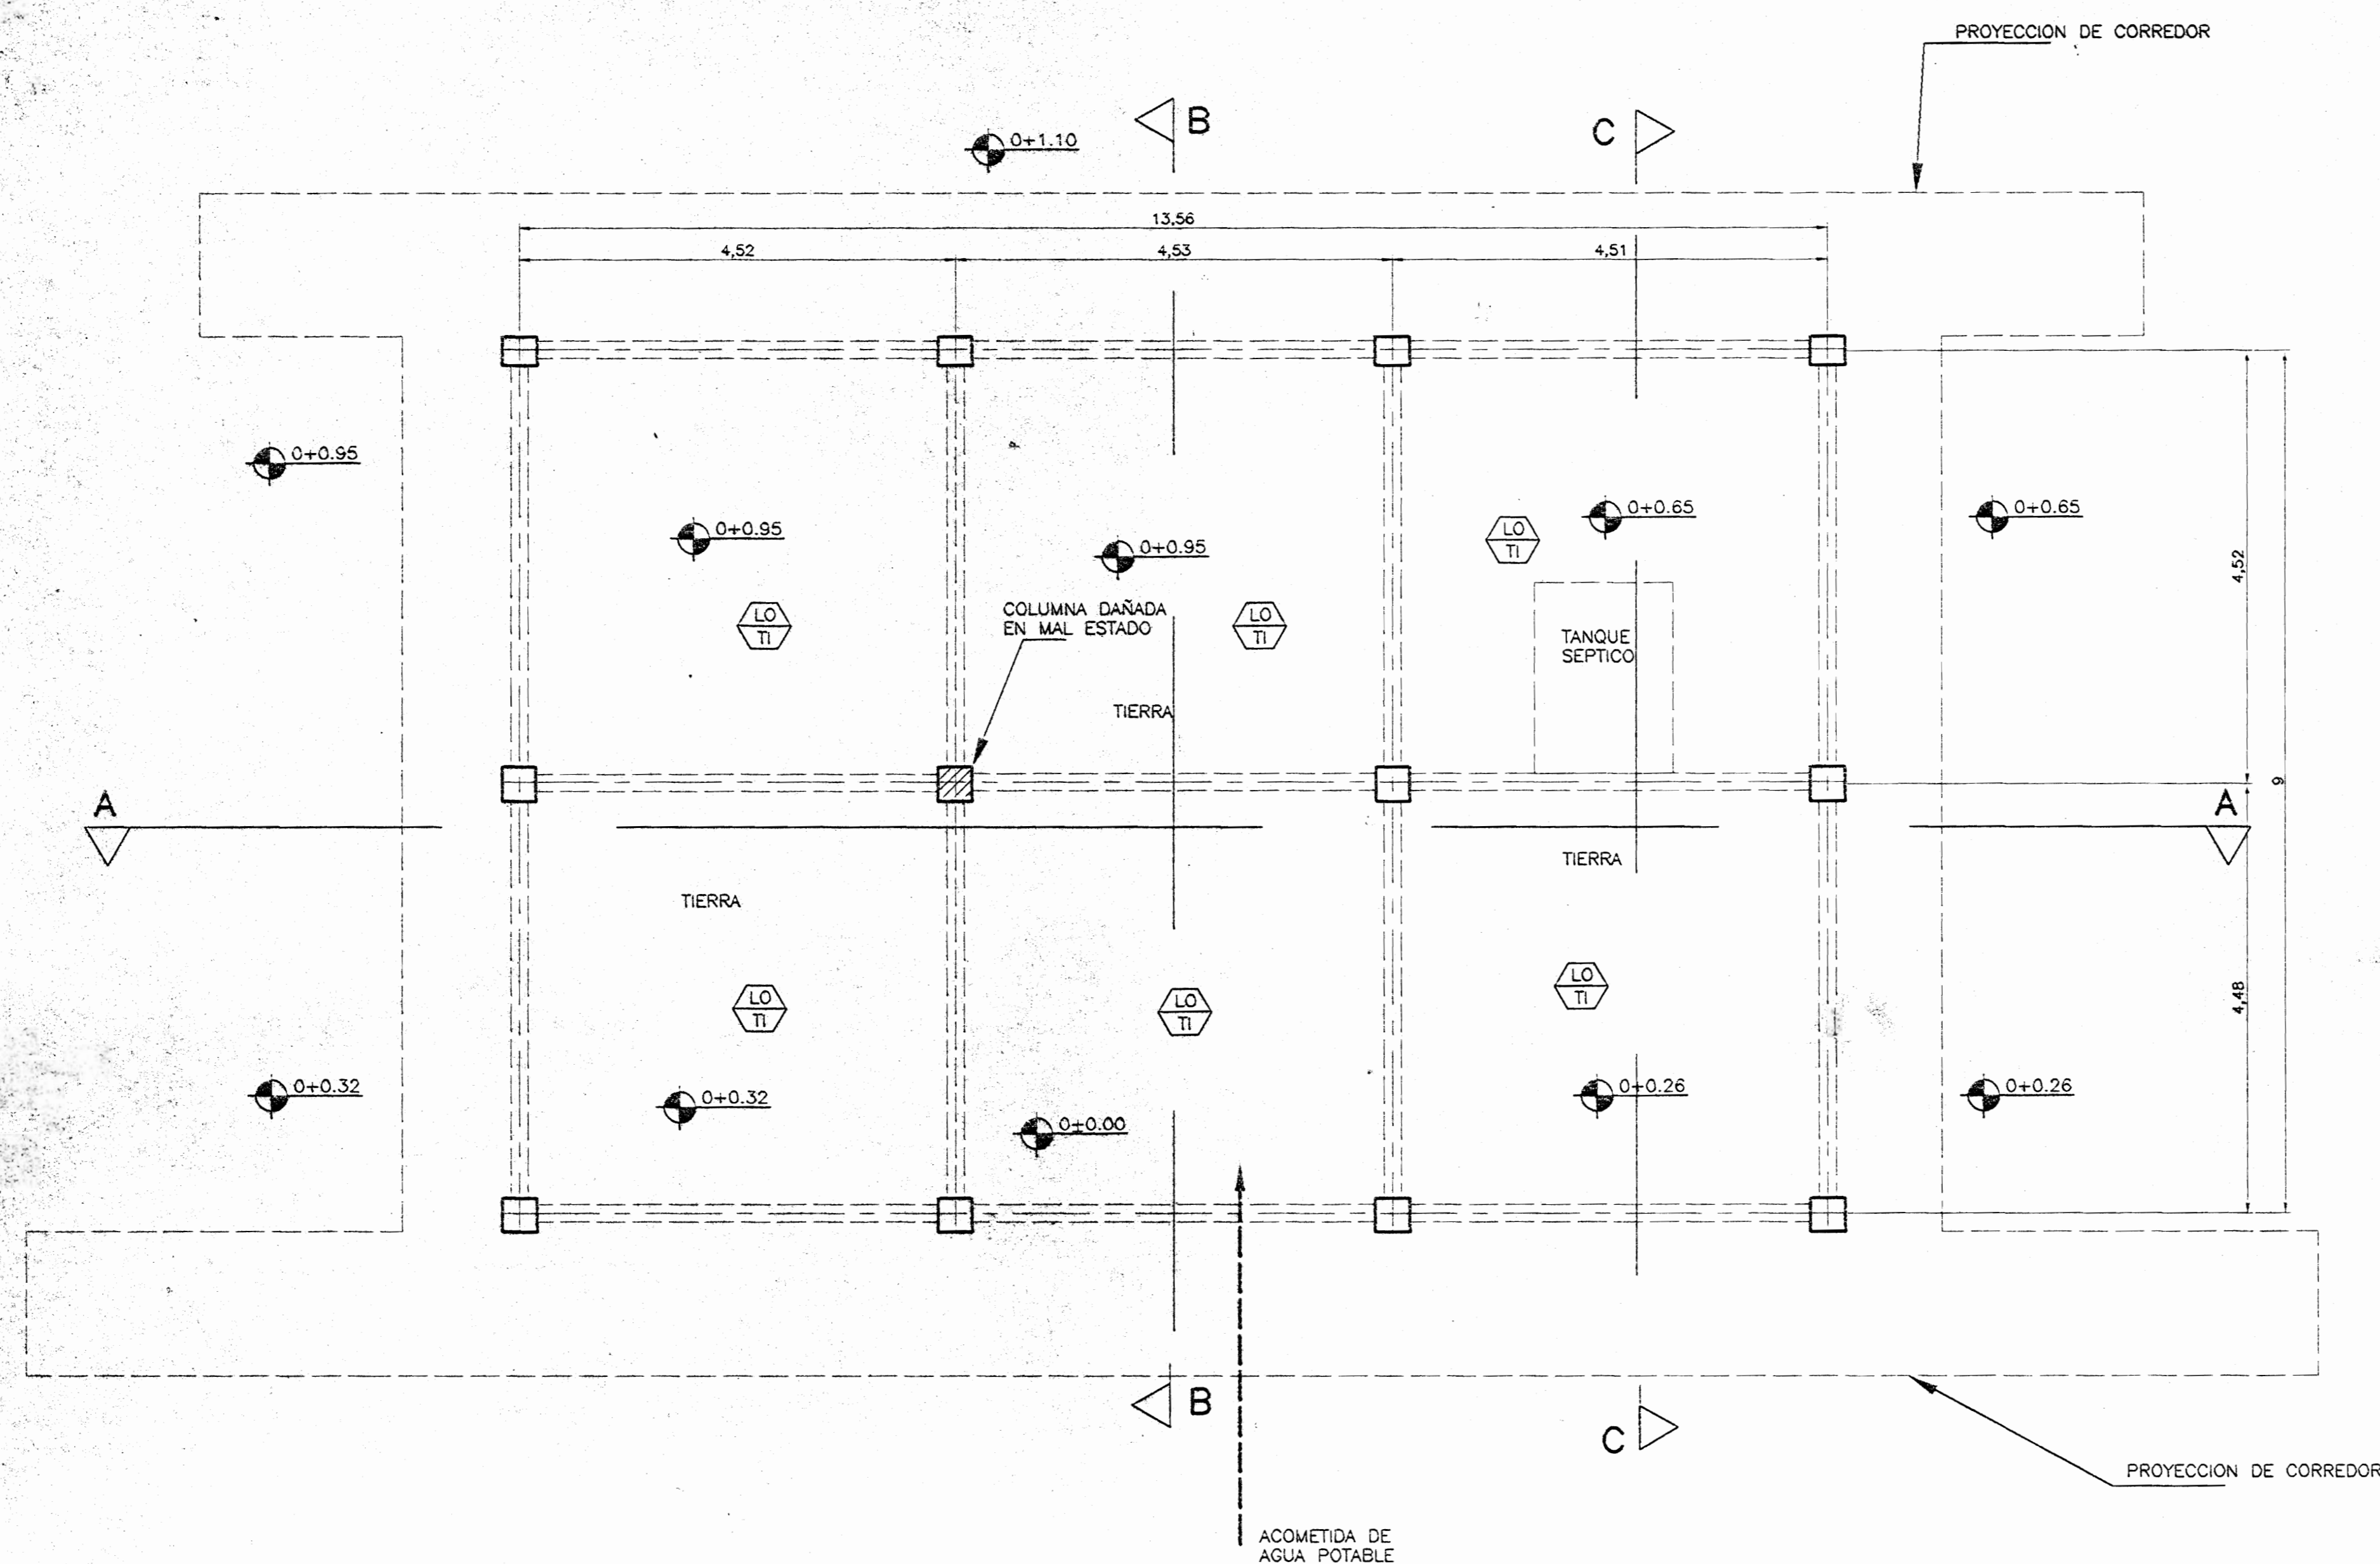 PROYECCION DE CORREDOR
B
C
0+1.10
13,56
4,52
4,53
4,51
0+0.95
0+0.95
0+0.95
0+0.65
0+0.65
LO
TI
4,52
COLUMNA DAÑADA
EN MAL ESTADO
LO
TI
LO
TI
TANQUE
SEPTICO
TIERRA
9
A
A
TIERRA
TIERRA
LO
TI
LO
TI
LO
TI
4,48
0+0.32
0+0.32
0±0.00
0+0.26
0+0.26
B
C
PROYECCION DE CORREDOR
ACOMETIDA DE
AGUA POTABLE